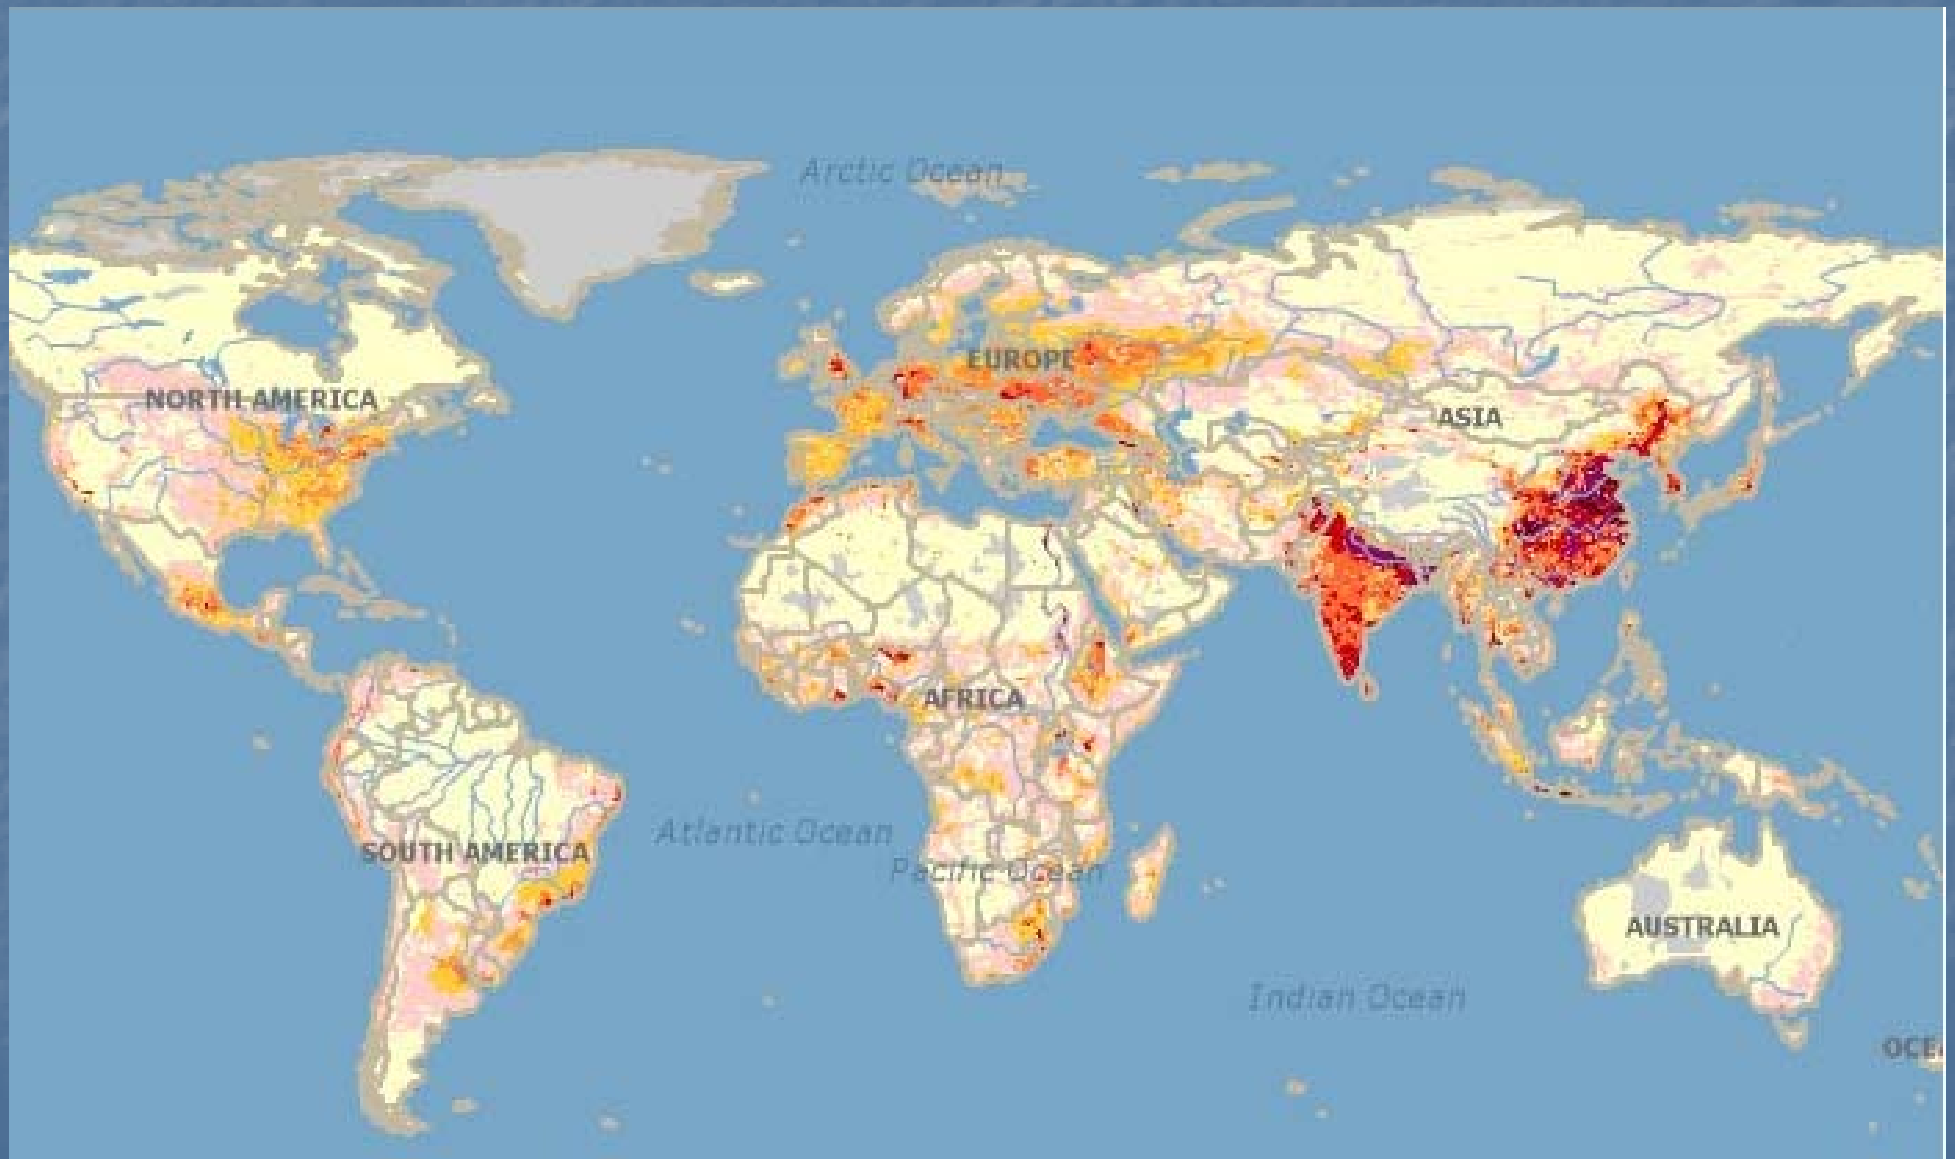 Arctic Ocean
EUROPE
NORTH AMERICA
ASIA
AFRICA
Atlantic Ocean
SOUTH AMERICA
Pacific Ocean
AUSTRALIA
Indian Ocean
OCE